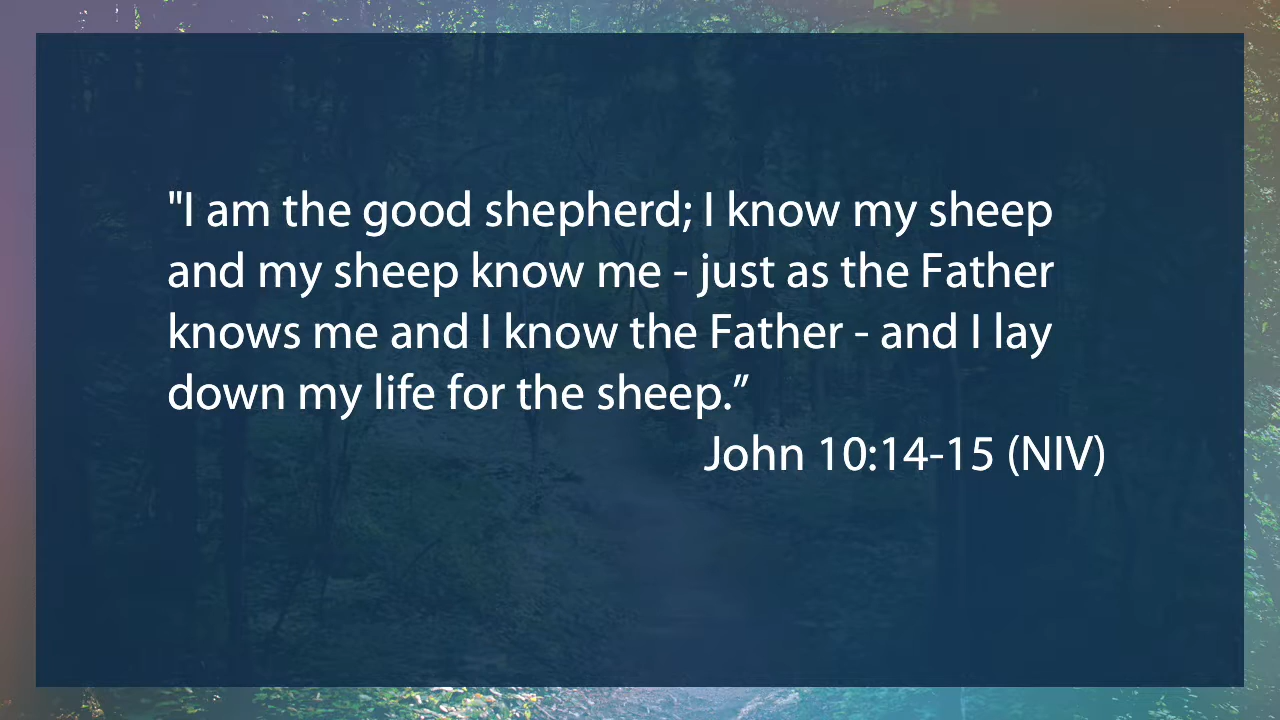 "I am the good shepherd; I know my sheep
and my sheep know me - just as the Father
knows me and I know the Father - and I lay
down my life for the sheep.”
John 10:14-15 (NIV)